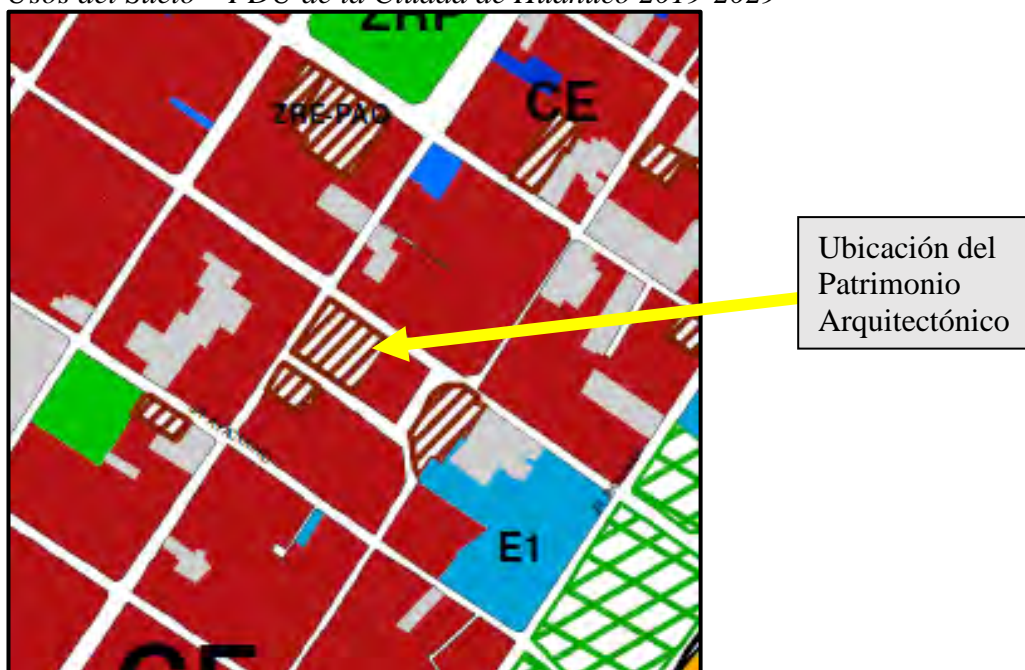 Usos del Suelo – PDU de la Ciudad de Huánuco 2019-2029
ZRP
ZRE-PAO
CE
Ubicación del
Patrimonio
Arquitectónico
E1
CE